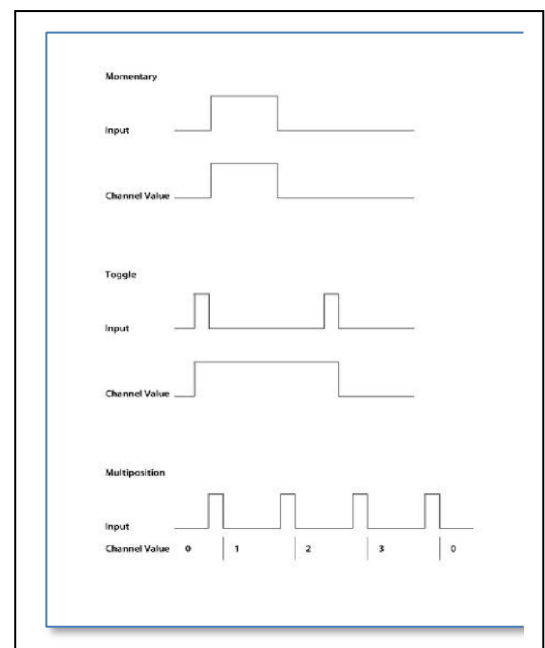 Momentary
Input
Channel Value
Toggle
Input
Channel Value
Multiposition
Input
Channel Value 0 1 2 3 0